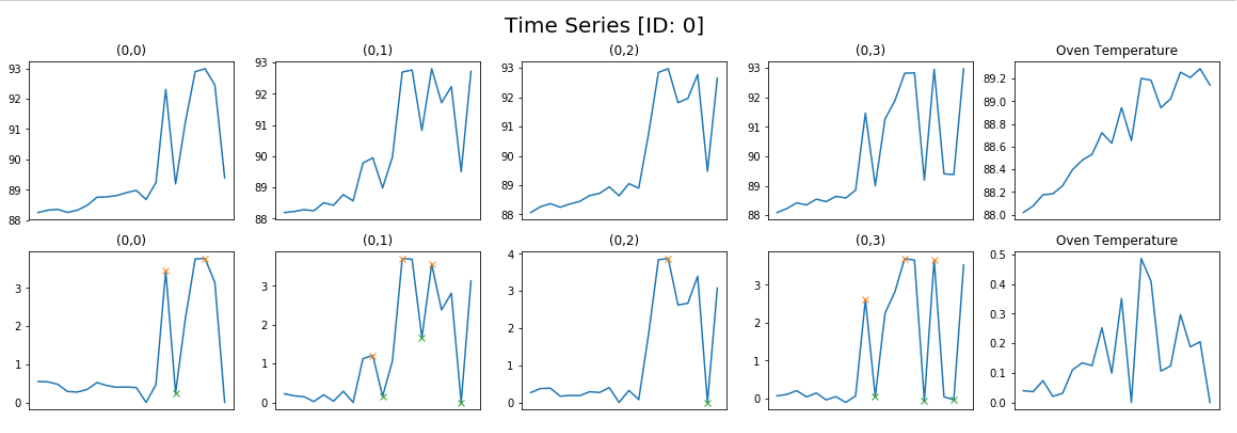 Time Series [ID: 0]
(0,0) (0,1) (0,2) (0,3) Oven Temperature
93 93 93 93 89.2
92 92 92 92 89.0
91 91 91 91 88.8
90 90 90 90 88.6
89 89 89 89 88.4
88 88 88 88 88.2
88.0
(0,0) (0,1) (0,2) (0,3) Oven Temperature
3 3 4 3 0.5
2 2 3 2 0.4
1 1 2 1 0.3
0 0 1 0 0.2
0 0.1
0.0